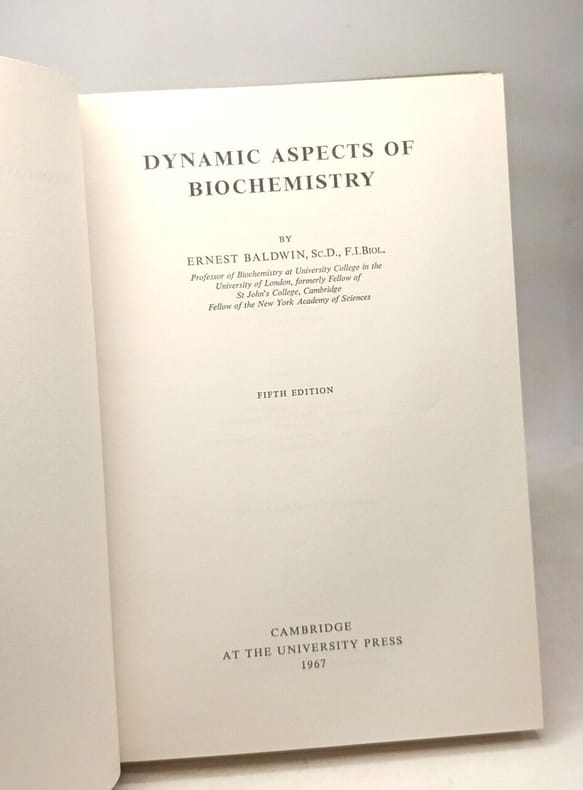 DYNAMIC ASPECTS OF
BIOCHEMISTRY
BY
ERNEST BALDWIN, Sc.D., F.I.Biol.
Professor of Biochemistry at University College in the
University of London, formerly Fellow of
St John's College, Cambridge
Fellow of the New York Academy of Sciences
FIFTH EDITION
CAMBRIDGE
AT THE UNIVERSITY PRESS
1967